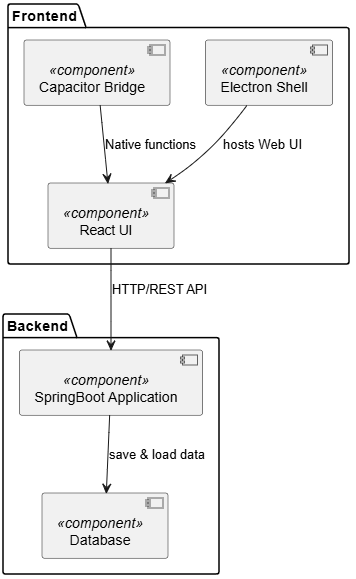 Frontend
«component»
Capacitor Bridge
«component»
Electron Shell
Native functions
hosts Web UI
«component»
React UI
HTTP/REST API
Backend
«component»
SpringBoot Application
save & load data
«component»
Database